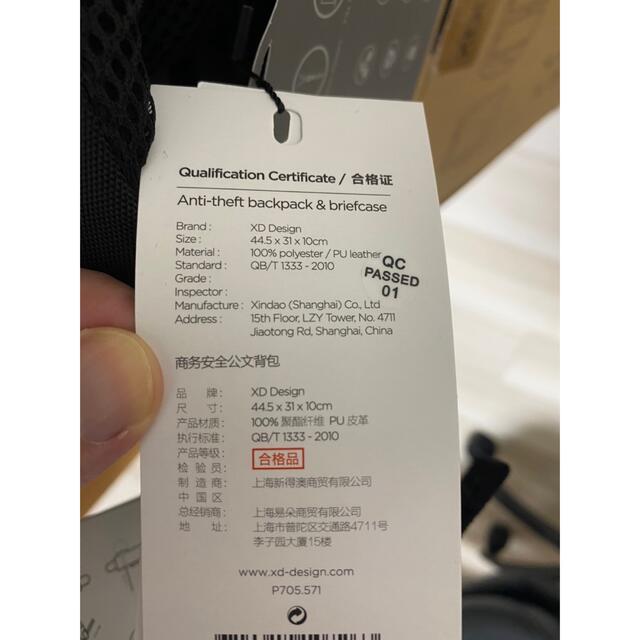 Qualification Certificate / 合格证
Anti-theft backpack & briefcase
Brand : XD Design
Size : 44.5 x 31 x 10cm
Material : 100% polyester / PU leather
Standard : QB/T 1333 - 2010
Grade :
Inspector :
QC
PASSED
01
Manufacture : Xindao (Shanghai) Co., Ltd
Address : 15th Floor, LZY Tower, No. 4711
Jiaotong Rd, Shanghai, China
商务安全公文背包
品 牌: XD Design
尺 寸: 44.5 x 31 x 10cm
产品材质: 100% 聚酯纤维 PU 皮革
执行标准: QB/T 1333 - 2010
产品等级: 合格品
检 验 员:
制 造 商: 上海新得澳商贸有限公司
中 国 区
总经销商: 上海易朵商贸有限公司
地 址: 上海市普陀区交通路4711号
李子园大厦15楼
www.xd-design.com
P705.571